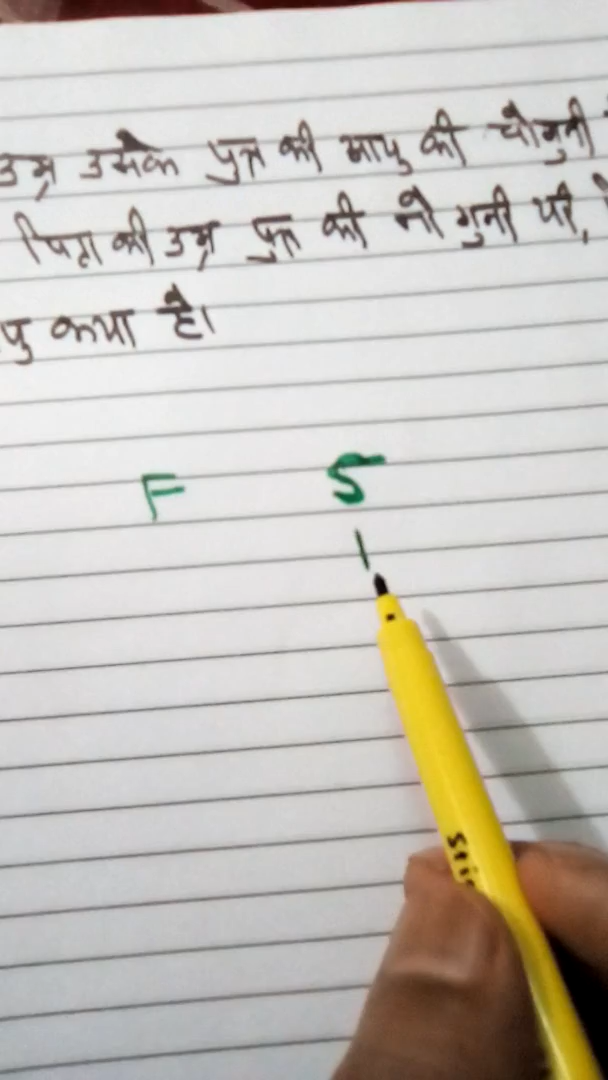 उम्र उसके पुत्र की आयु की चौगुनी
पिता की उम्र पुत्र की नौ गुनी थी,
यु क्या है।
F S
1